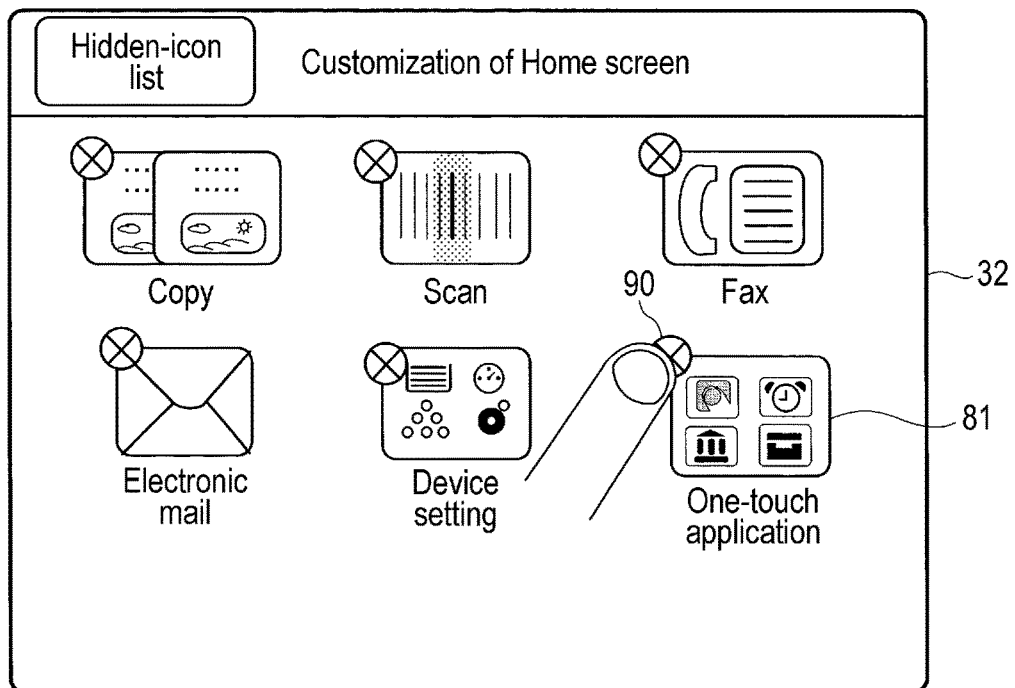 Hidden-icon
list
Customization of Home screen
Copy
Scan
90
Fax
32
Electronic
mail
Device
setting
81
One-touch
application